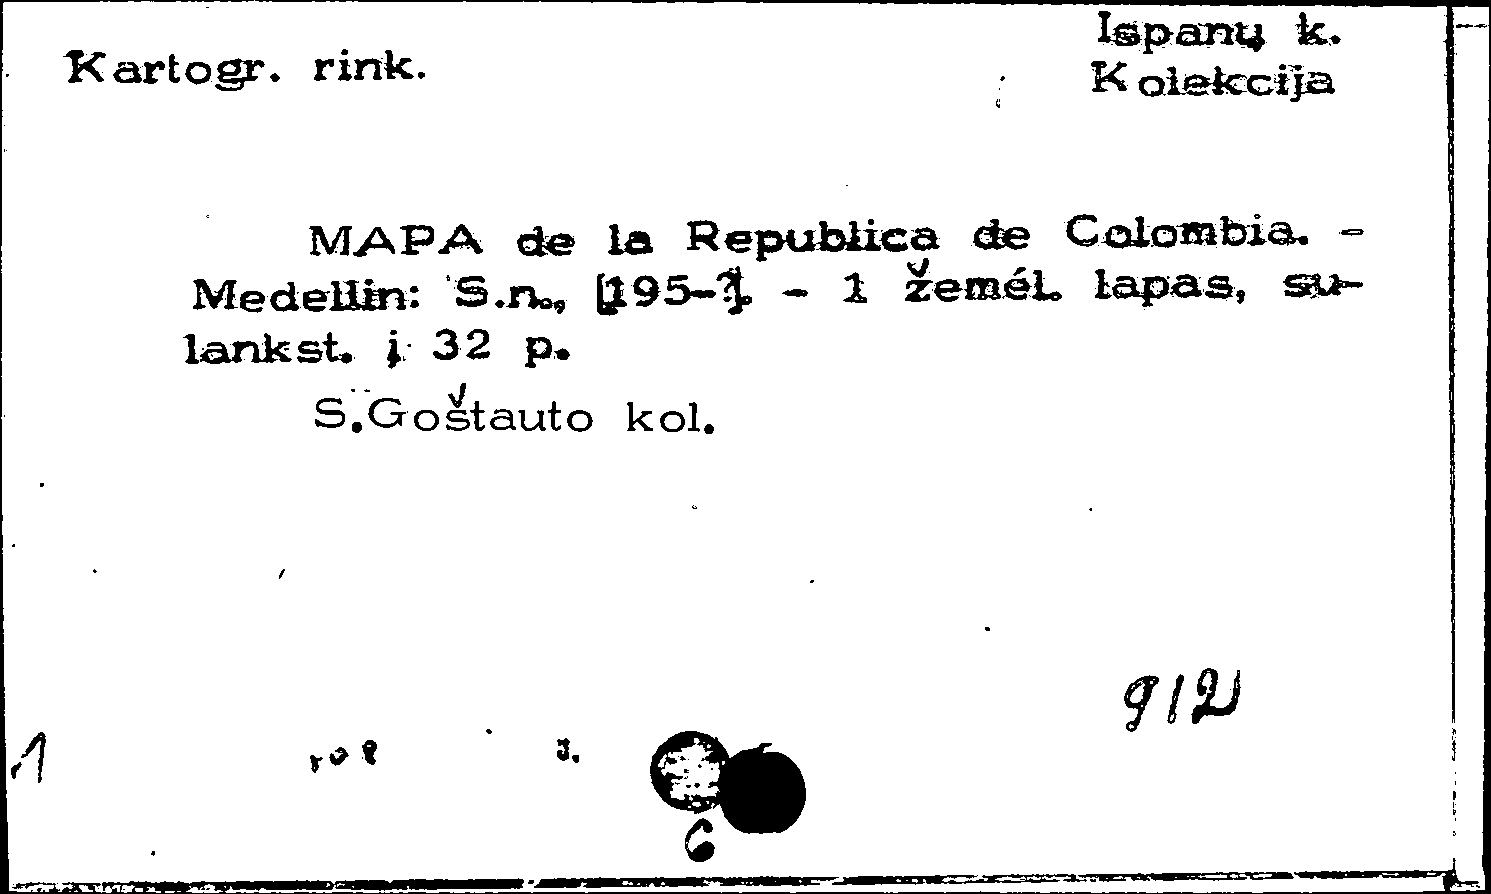 Kartogr. rink.
Ispanų k.
Kolekcija
MAPA de la Republica de Colombia. -
Medellin: S.n., [195-?]. - 1 žemėl. lapas, su-
lankst. į 32 p.
S.Goštauto kol.
912
1
6